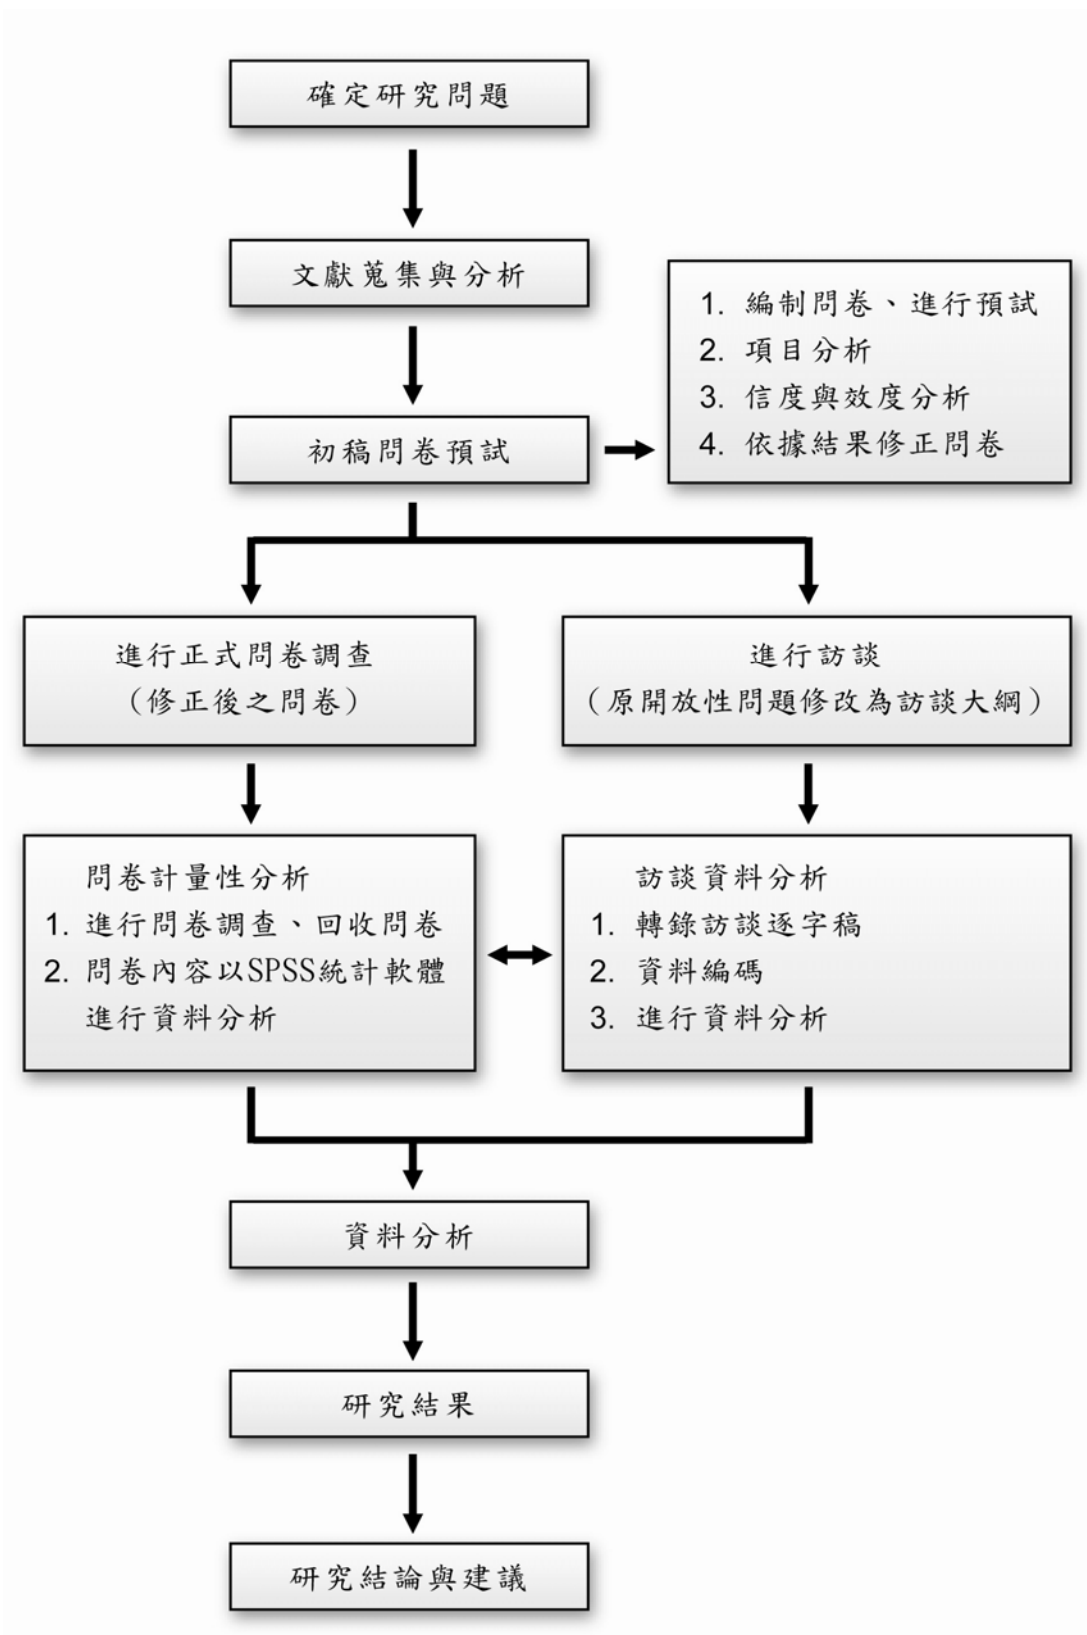 確定研究問題
文獻蒐集與分析
初稿問卷預試
1. 編制問卷、進行預試
2. 項目分析
3. 信度與效度分析
4. 依據結果修正問卷
進行正式問卷調查
（修正後之問卷）
進行訪談
（原開放性問題修改為訪談大綱）
問卷計量性分析
1. 進行問卷調查、回收問卷
2. 問卷內容以SPSS統計軟體
進行資料分析
訪談資料分析
1. 轉錄訪談逐字稿
2. 資料編碼
3. 進行資料分析
資料分析
研究結果
研究結論與建議